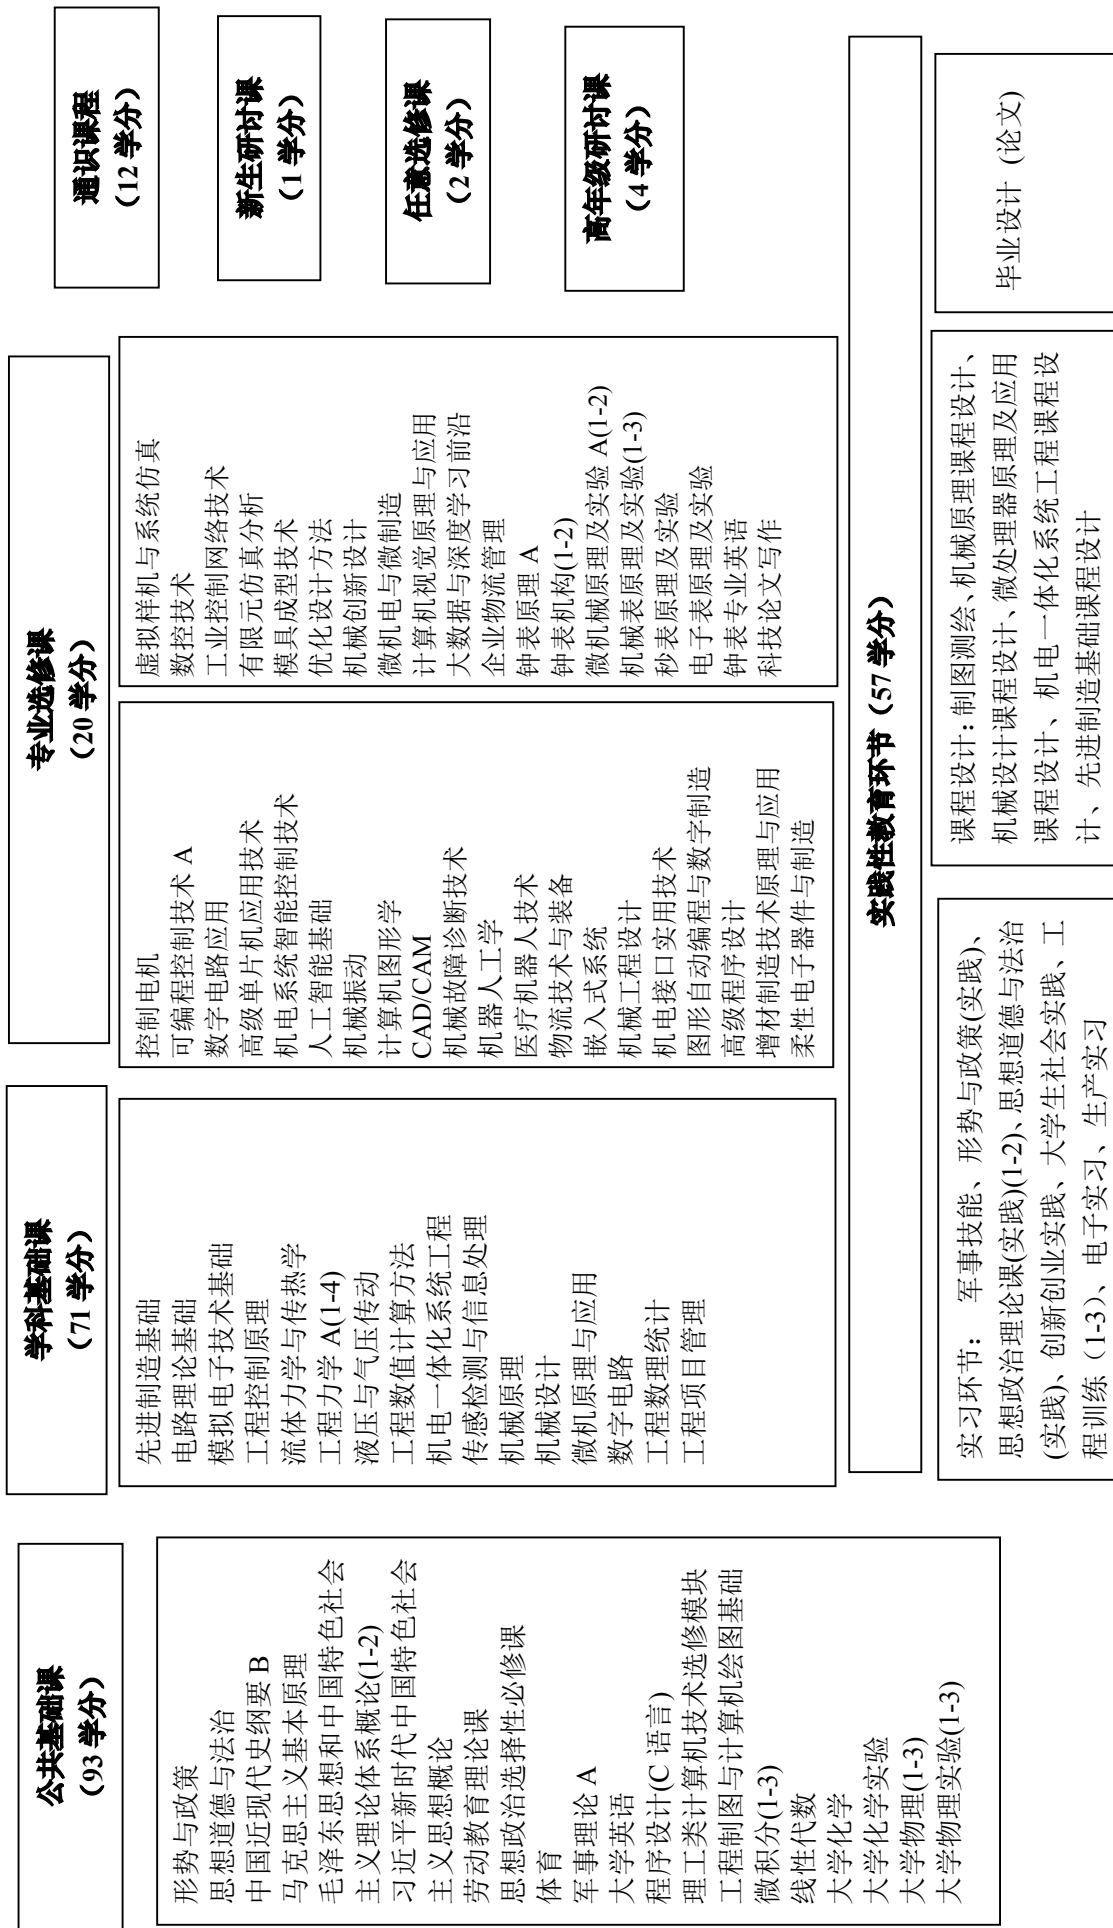 公共基础课
（93 学分）
形势与政策
思想道德与法治
中国近现代史纲要 B
马克思主义基本原理
毛泽东思想和中国特色社会
主义理论体系概论(1-2)
习近平新时代中国特色社会
主义思想概论
劳动教育理论课
思想政治选择性必修课
体育
军事理论 A
大学英语
程序设计(C 语言)
理工类计算机技术选修模块
工程制图与计算机绘图基础
微积分(1-3)
线性代数
大学化学
大学化学实验
大学物理(1-3)
大学物理实验(1-3)
学科基础课
（71 学分）
先进制造基础
电路理论基础
模拟电子技术基础
工程控制原理
流体力学与传热学
工程力学 A(1-4)
液压与气压传动
工程数值计算方法
机电一体化系统工程
传感检测与信息处理
机械原理
机械设计
微机原理与应用
数字电路
工程数理统计
工程项目管理
专业选修课
（20 学分）
控制电机
可编程控制技术 A
数字电路应用
高级单片机应用技术
机电系统智能控制技术
人工智能基础
机械振动
计算机图形学
CAD/CAM
机械故障诊断技术
机器人工学
医疗机器人技术
物流技术与装备
嵌入式系统
机械工程设计
机电接口实用技术
图形自动编程与数字制造
高级程序设计
增材制造技术原理与应用
柔性电子器件与制造
虚拟样机与系统仿真
数控技术
工业控制网络技术
有限元仿真分析
模具成型技术
优化设计方法
机械创新设计
微机电与微制造
计算机视觉原理与应用
大数据与深度学习前沿
企业物流管理
钟表原理 A
钟表机构(1-2)
微机械原理及实验 A(1-2)
机械表原理及实验(1-3)
秒表原理及实验
电子表原理及实验
钟表专业英语
科技论文写作
通识课程
（12 学分）
新生研讨课
（1 学分）
任意选修课
（2 学分）
高年级研讨课
（4 学分）
实践性教育环节（57 学分）
实习环节： 军事技能、形势与政策(实践)、
思想政治理论课(实践)(1-2)、思想道德与法治
(实践)、创新创业实践、大学生社会实践、工
程训练（1-3）、电子实习、生产实习
课程设计：制图测绘、机械原理课程设计、
机械设计课程设计、微处理器原理及应用
课程设计、机电一体化系统工程课程设
计、先进制造基础课程设计
毕业设计（论文）